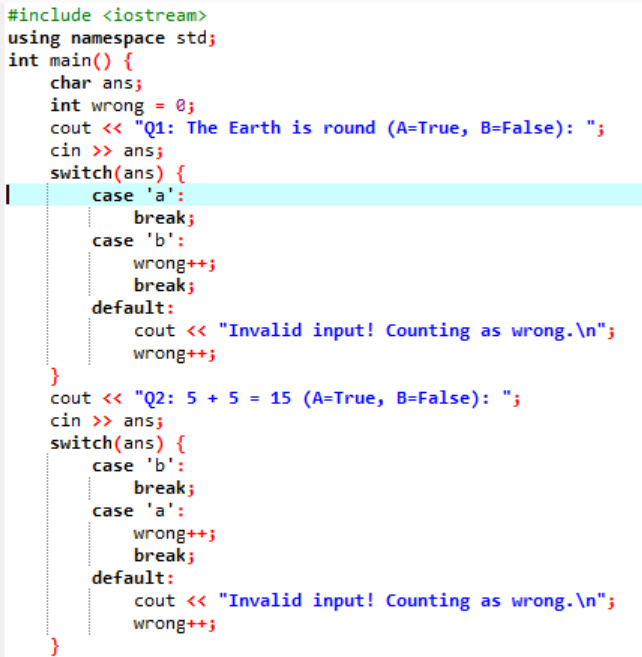 #include <iostream>
using namespace std;
int main() {
    char ans;
    int wrong = 0;
    cout << "Q1: The Earth is round (A=True, B=False): ";
    cin >> ans;
    switch(ans) {
        case 'a':
            break;
        case 'b':
            wrong++;
            break;
        default:
            cout << "Invalid input! Counting as wrong.\n";
            wrong++;
    }
    cout << "Q2: 5 + 5 = 15 (A=True, B=False): ";
    cin >> ans;
    switch(ans) {
        case 'b':
            break;
        case 'a':
            wrong++;
            break;
        default:
            cout << "Invalid input! Counting as wrong.\n";
            wrong++;
    }